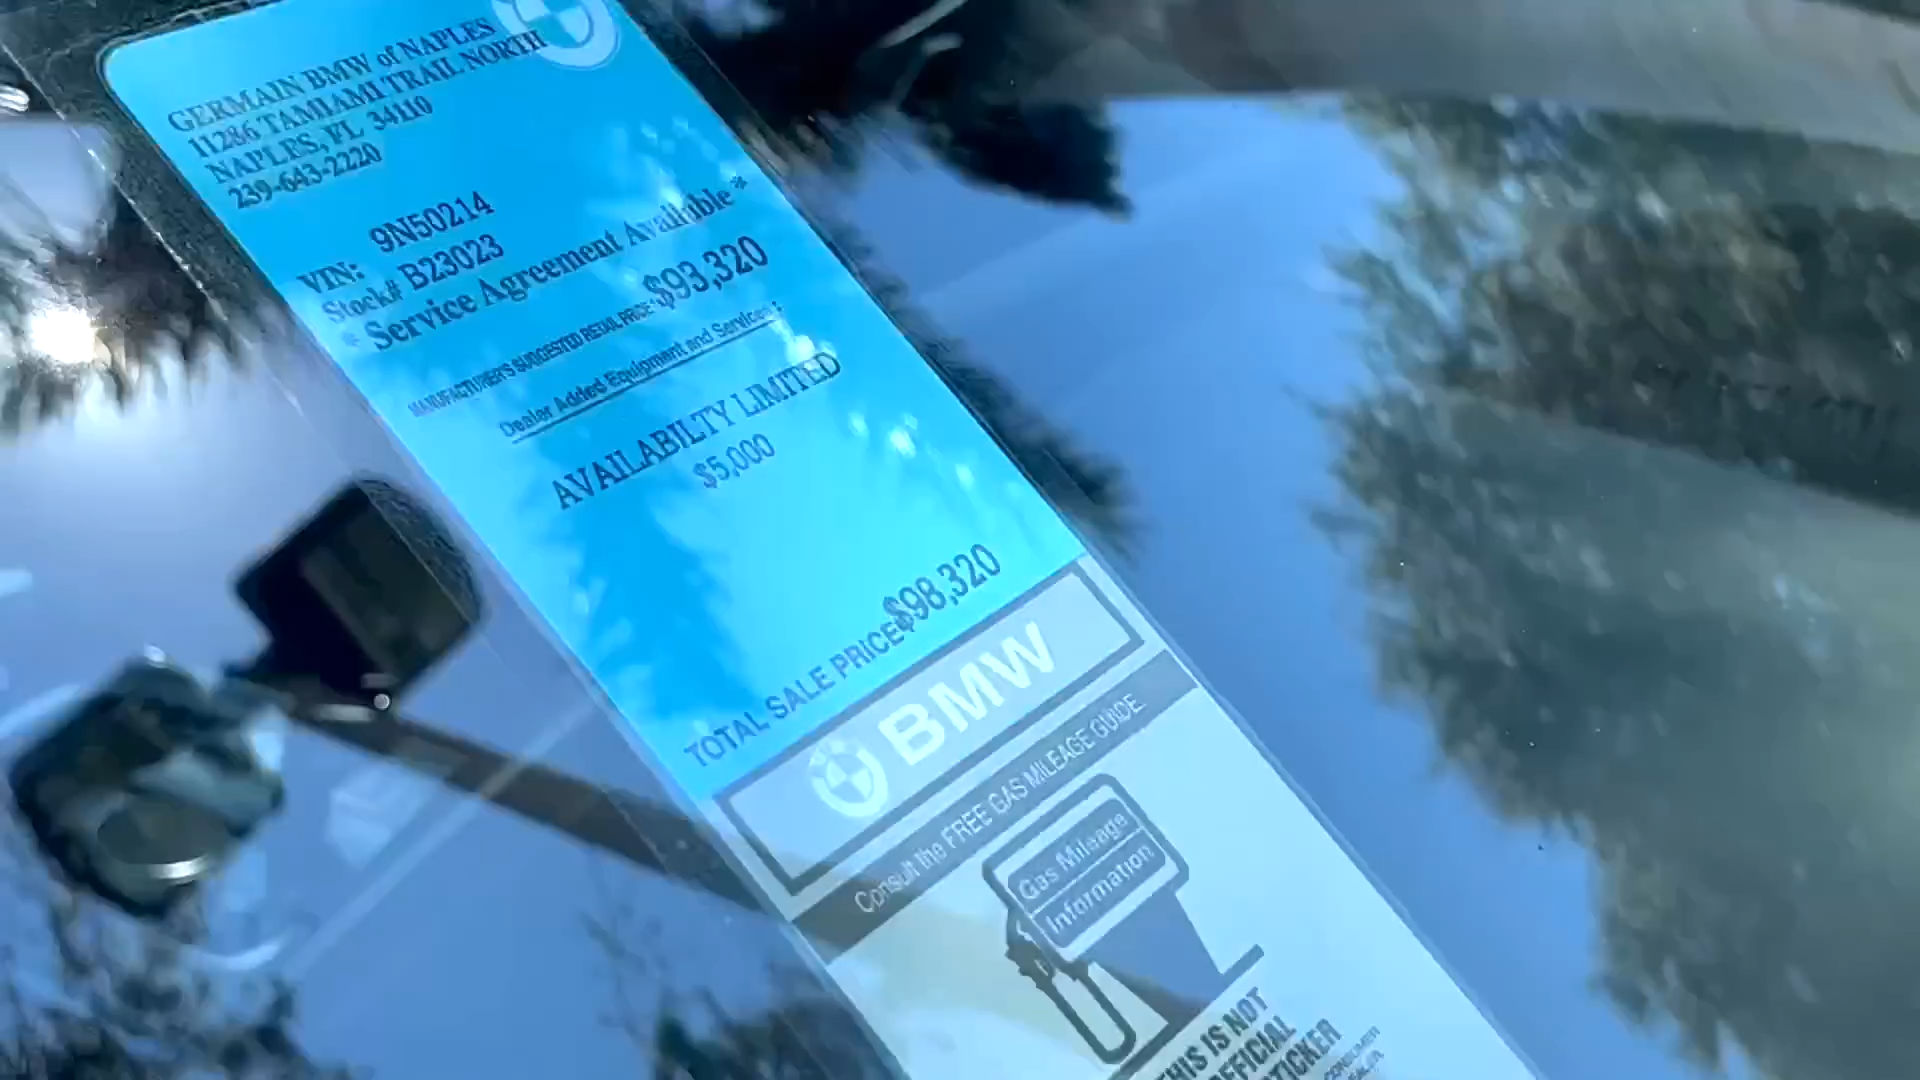 GERMAIN BMW of NAPLES
11286 TAMIAMI TRAIL NORTH
NAPLES, FL 34110
239-643-2220
VIN: 9N50214
Stock# B23023
* Service Agreement Available *
MANUFACTURER'S SUGGESTED RETAIL PRICE: $93,320
Dealer Added Equipment and Services:
AVAILABILTY LIMITED
$5,000
TOTAL SALE PRICE $98,320
BMW
Consult the FREE GAS MILEAGE GUIDE
Gas Mileage
Information
THIS IS NOT
OFFICIAL
STICKER
CONSUMER